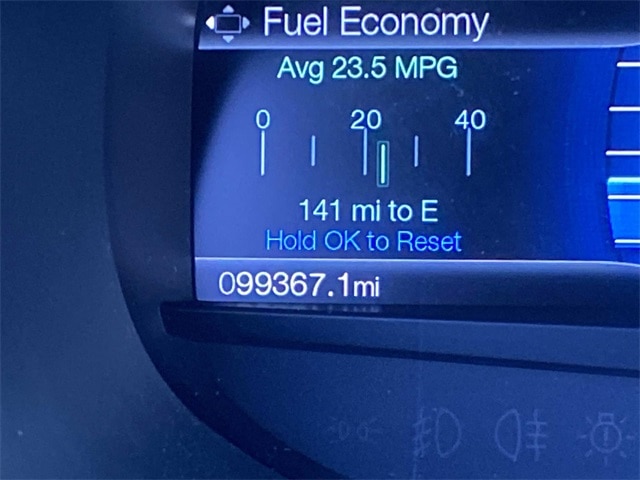 Fuel Economy
Avg 23.5 MPG
0 20 40
141 mi to E
Hold OK to Reset
099367.1mi